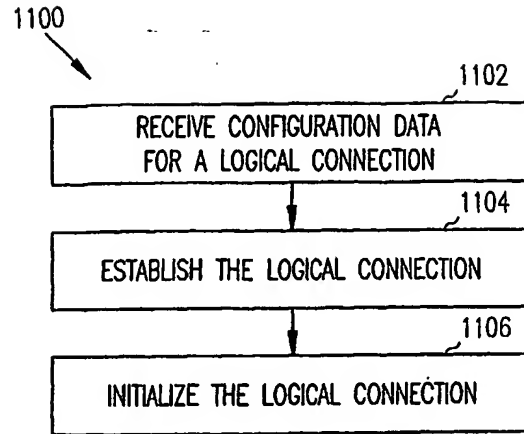 1100
1102
RECEIVE CONFIGURATION DATA
FOR A LOGICAL CONNECTION
1104
ESTABLISH THE LOGICAL CONNECTION
1106
INITIALIZE THE LOGICAL CONNECTION